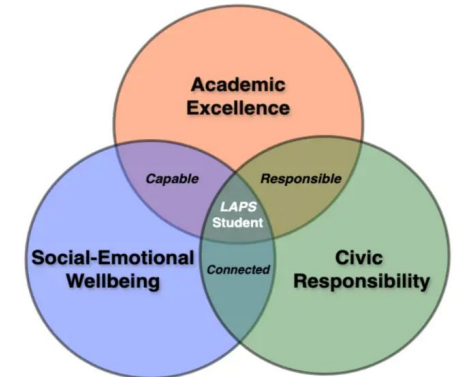 Academic
Excellence
Capable
Responsible
LAPS
Student
Social-Emotional
Wellbeing
Connected
Civic
Responsibility